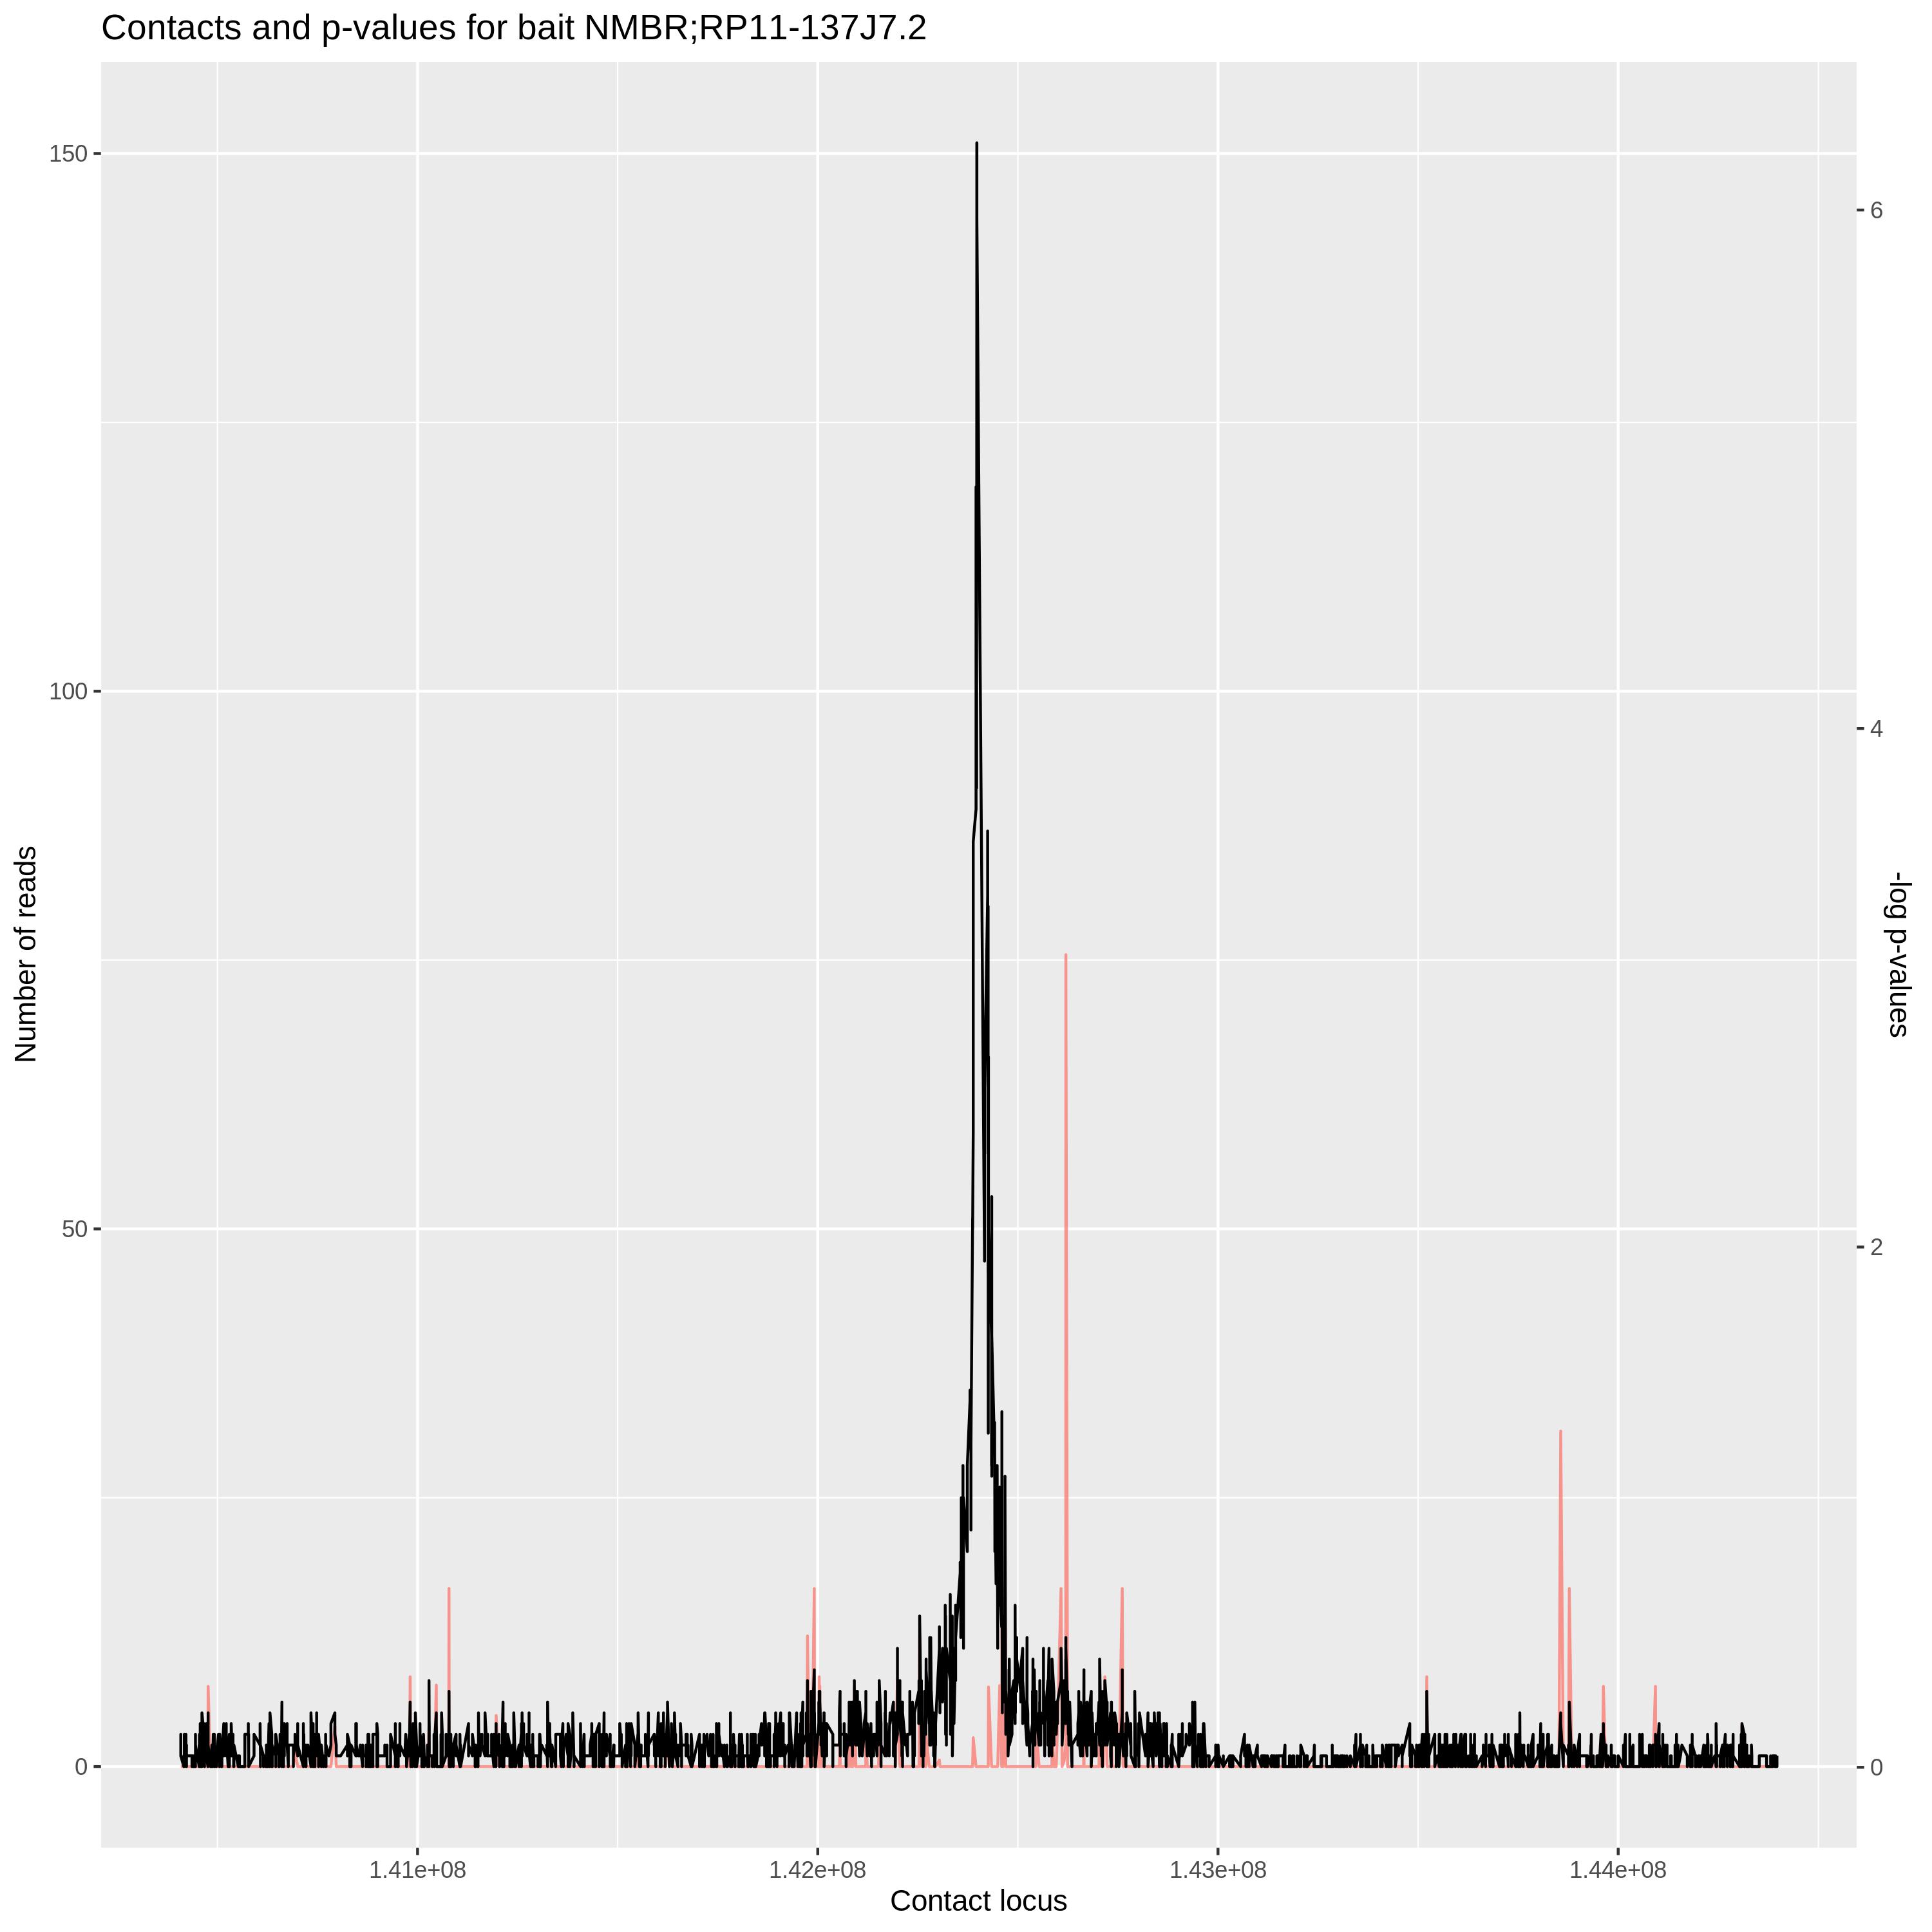 Contacts and p-values for bait NMBR;RP11-137J7.2
150
100
50
0
Number of reads
6
4
2
0
-log p-values
1.41e+08
1.42e+08
1.43e+08
1.44e+08
Contact locus